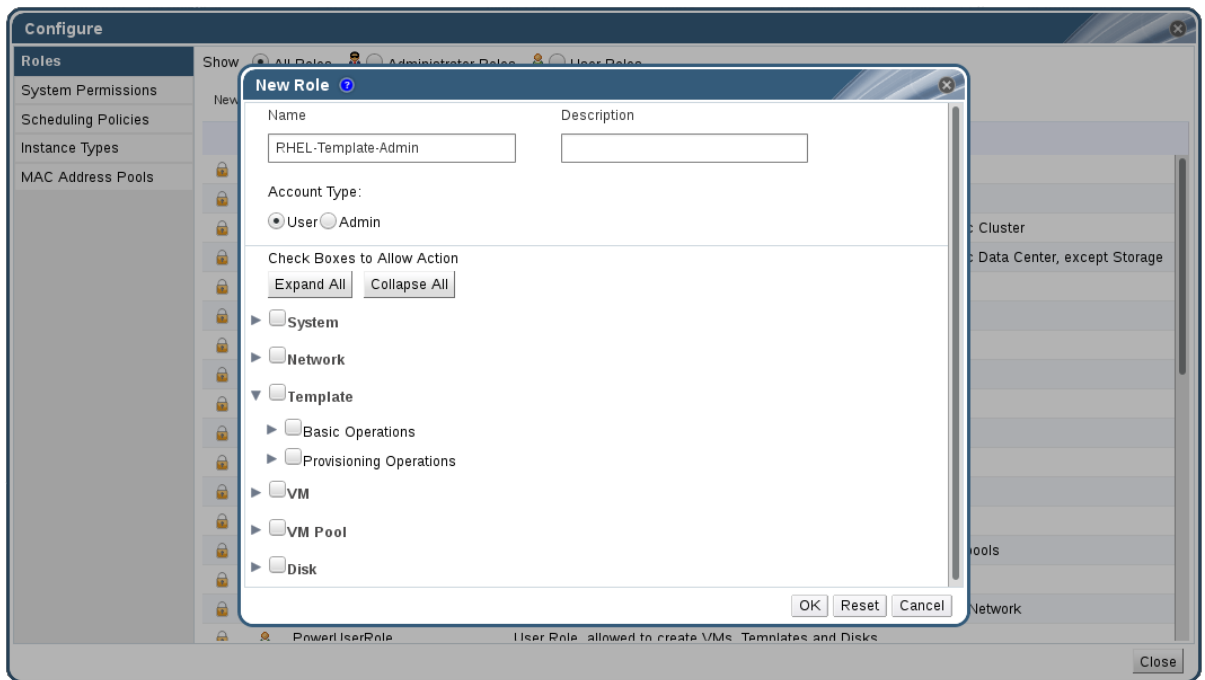 Configure
Roles
System Permissions
Scheduling Policies
Instance Types
MAC Address Pools
Show All Roles Administrator Roles User Roles
New
New Role ?
Name Description
RHEL-Template-Admin
Account Type:
User Admin
Check Boxes to Allow Action
Expand All Collapse All
System
Network
Template
Basic Operations
Provisioning Operations
VM
VM Pool
Disk
OK Reset Cancel
Cluster
Data Center, except Storage
Network
PowerUserRole User Role, allowed to create VMs, Templates and Disks
Close